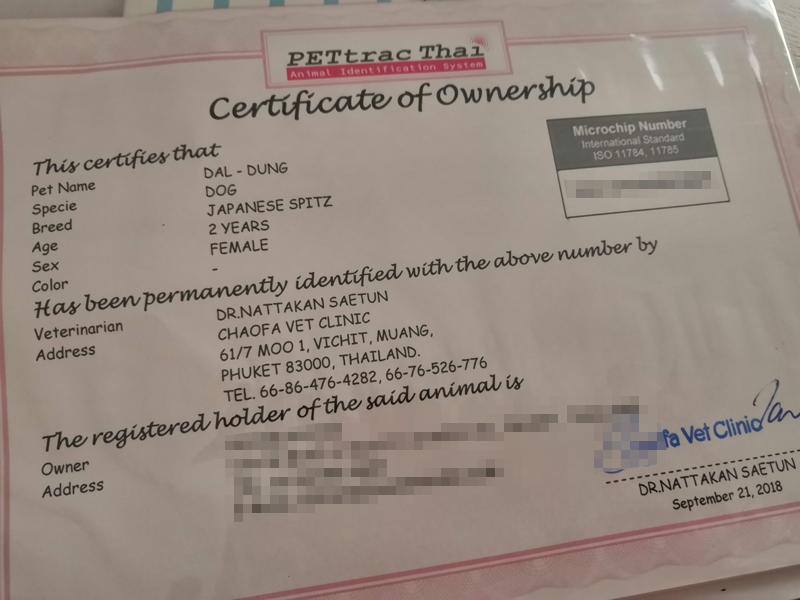 PETtrac Thai
Animal Identification System
Certificate of Ownership
Microchip Number
International Standard
ISO 11784, 11785
This certifies that
Pet Name DAL - DUNG
Specie DOG
Breed JAPANESE SPITZ
Age 2 YEARS
Sex FEMALE
Color -
Has been permanently identified with the above number by
Veterinarian DR.NATTAKAN SAETUN
Address CHAOFA VET CLINIC
61/7 MOO 1, VICHIT, MUANG,
PHUKET 83000, THAILAND.
TEL. 66-86-476-4282, 66-76-526-776
The registered holder of the said animal is
Owner
Address
fa Vet Clinic
DR.NATTAKAN SAETUN
September 21, 2018